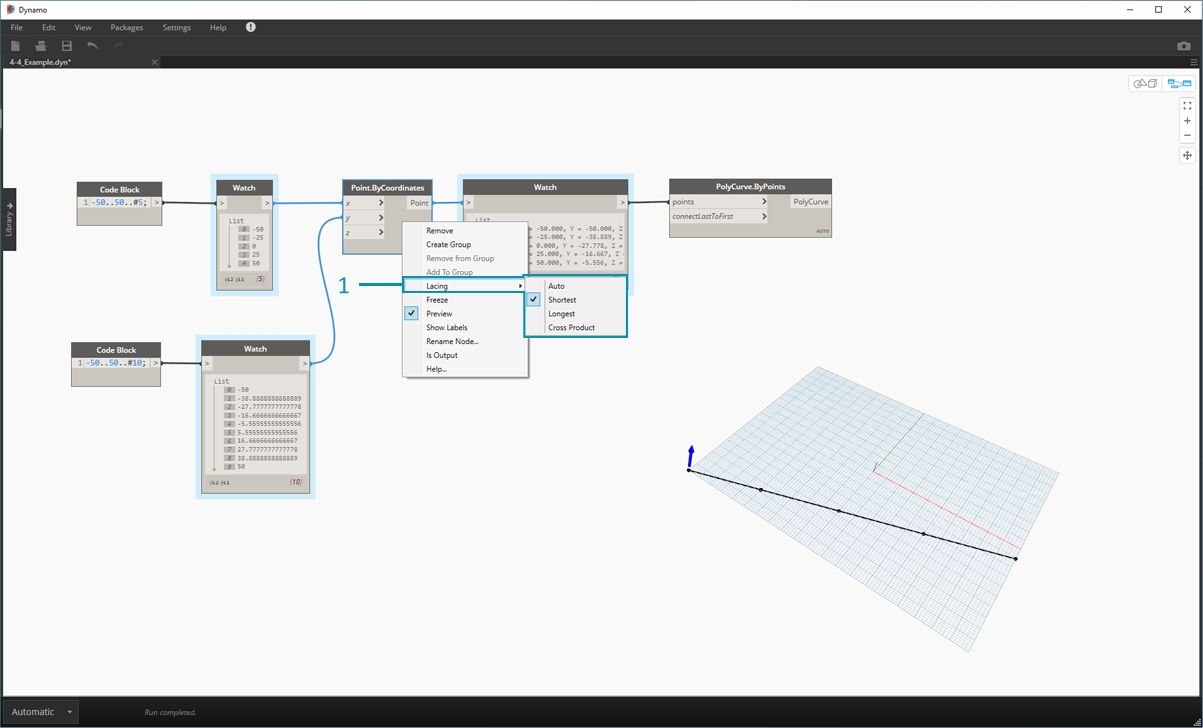 Dynamo
File Edit View Packages Settings Help
4-4_Example.dyn*
Library
Code Block
1 -50..50..#5; >
Watch
> >
List
0 -50
1 -25
2 0
3 25
4 50
@L2 @L1 {5}
Point.ByCoordinates
x > Point
y >
z >
Watch
> >
List
= -50.000, Y = -50.000, Z
= -25.000, Y = -38.889, Z
= 0.000, Y = -27.778, Z =
= 25.000, Y = -16.667, Z
= 50.000, Y = -5.556, Z =
PolyCurve.ByPoints
points > PolyCurve
connectLastToFirst >
AUTO
Remove
Create Group
Remove from Group
Add To Group
1
Lacing
Freeze
Preview
Show Labels
Rename Node...
Is Output
Help...
Auto
Shortest
Longest
Cross Product
Code Block
1 -50..50..#10; >
Watch
> >
List
0 -50
1 -38.8888888888889
2 -27.7777777777778
3 -16.6666666666667
4 -5.55555555555556
5 5.55555555555556
6 16.6666666666667
7 27.7777777777778
8 38.8888888888889
9 50
@L2 @L1 {10}
Automatic
Run completed.